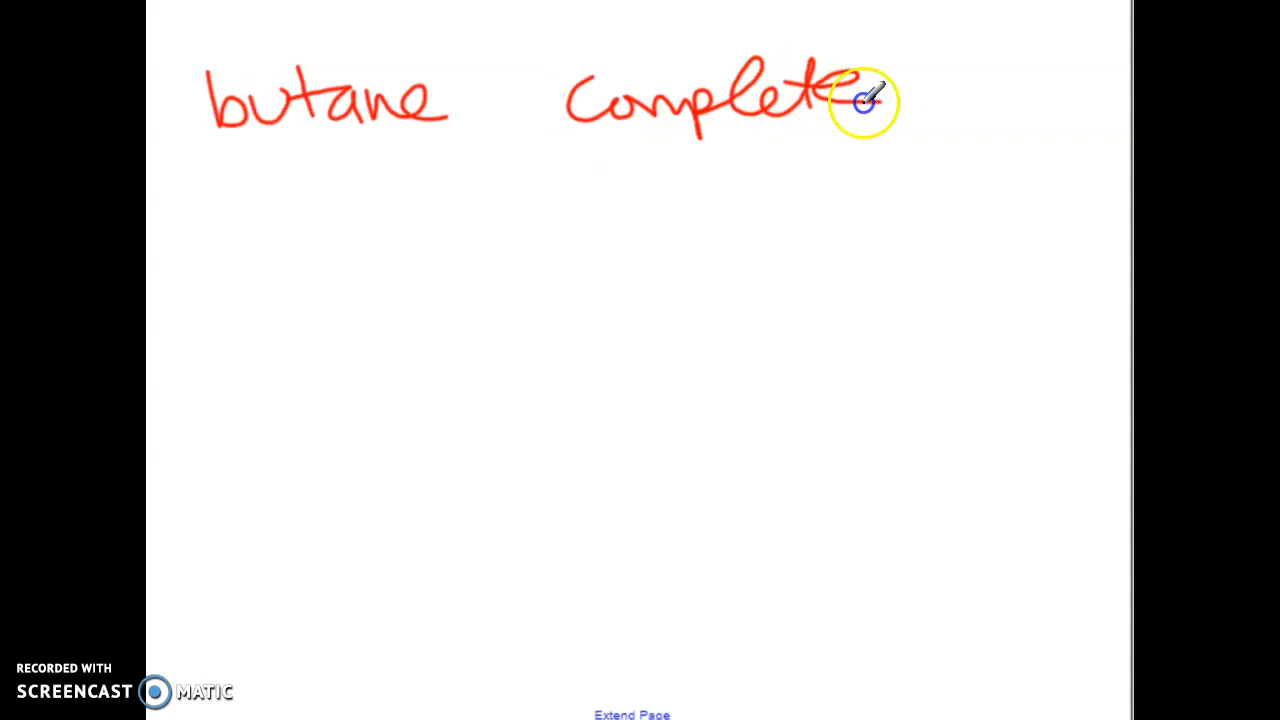 butane complete
RECORDED WITH
SCREENCAST MATIC
Extend Page